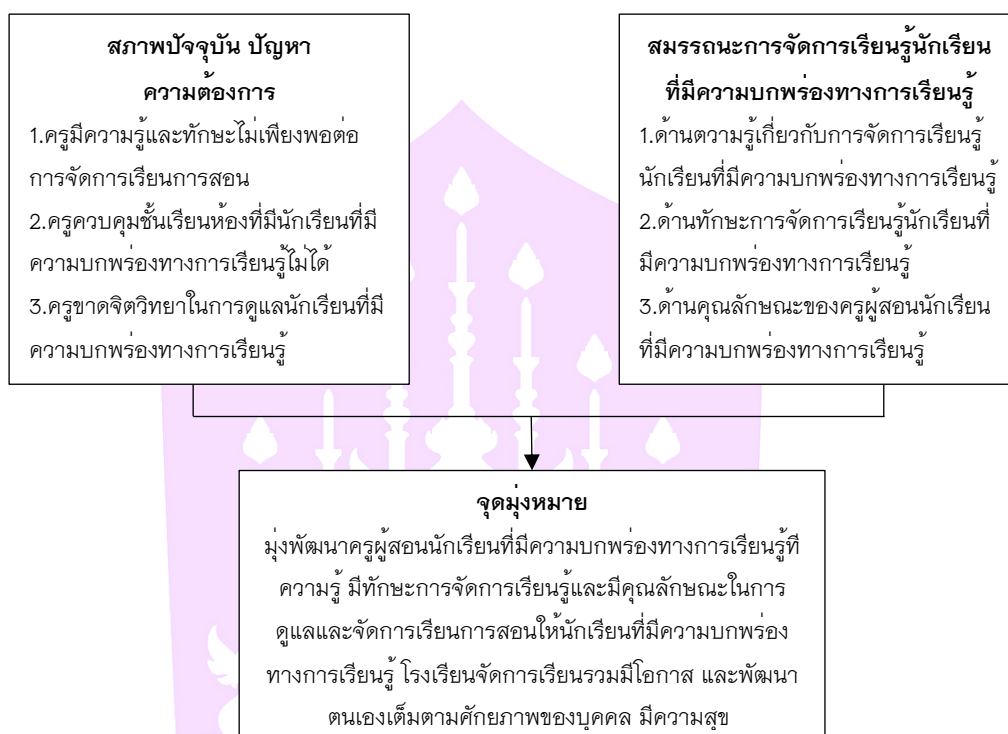 สภาพปัจจุบัน ปัญหา
ความต้องการ
1.ครูมีความรู้และทักษะไม่เพียงพอต่อ
การจัดการเรียนการสอน
2.ครูควบคุมชั้นเรียนห้องที่มีนักเรียนที่มี
ความบกพร่องทางการเรียนรู้ไม่ได้
3.ครูขาดจิตวิทยาในการดูแลนักเรียนที่มี
ความบกพร่องทางการเรียนรู้
สมรรถนะการจัดการเรียนรู้นักเรียน
ที่มีความบกพร่องทางการเรียนรู้
1.ด้านตวามรู้เกี่ยวกับการจัดการเรียนรู้
นักเรียนที่มีความบกพร่องทางการเรียนรู้
2.ด้านทักษะการจัดการเรียนรู้นักเรียนที่
มีความบกพร่องทางการเรียนรู้
3.ด้านคุณลักษณะของครูผู้สอนนักเรียน
ที่มีความบกพร่องทางการเรียนรู้
จุดมุ่งหมาย
มุ่งพัฒนาครูผู้สอนนักเรียนที่มีความบกพร่องทางการเรียนรู้ที
ความรู้ มีทักษะการจัดการเรียนรู้และมีคุณลักษณะในการ
ดูแลและจัดการเรียนการสอนให้นักเรียนที่มีความบกพร่อง
ทางการเรียนรู้ โรงเรียนจัดการเรียนรวมมีโอกาส และพัฒนา
ตนเองเต็มตามศักยภาพของบุคคล มีความสุข